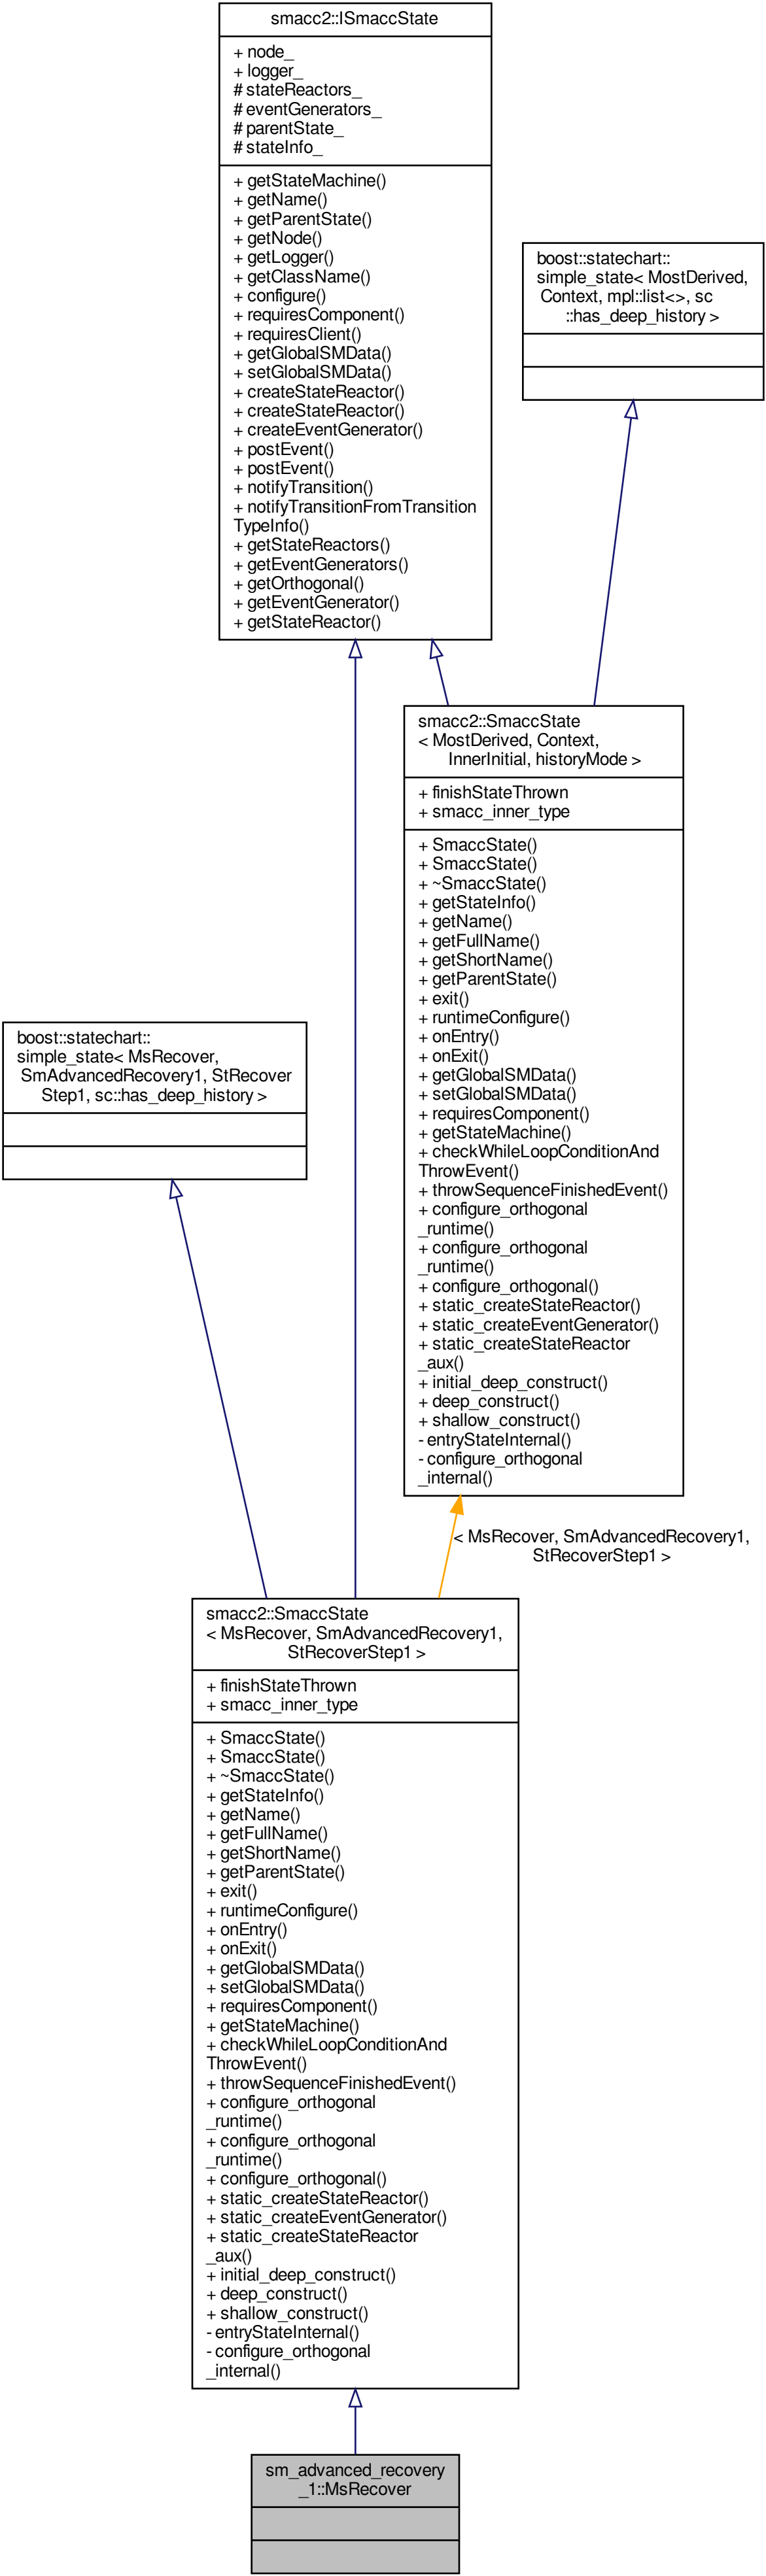 smacc2::ISmaccState
+ node_
+ logger_
# stateReactors_
# eventGenerators_
# parentState_
# stateInfo_
+ getStateMachine()
+ getName()
+ getParentState()
+ getNode()
+ getLogger()
+ getClassName()
+ configure()
+ requiresComponent()
+ requiresClient()
+ getGlobalSMData()
+ setGlobalSMData()
+ createStateReactor()
+ createStateReactor()
+ createEventGenerator()
+ postEvent()
+ postEvent()
+ notifyTransition()
+ notifyTransitionFromTransition
TypeInfo()
+ getStateReactors()
+ getEventGenerators()
+ getOrthogonal()
+ getEventGenerator()
+ getStateReactor()
boost::statechart::
simple_state< MostDerived,
Context, mpl::list<>, sc
::has_deep_history >
smacc2::SmaccState
< MostDerived, Context,
InnerInitial, historyMode >
+ finishStateThrown
+ smacc_inner_type
+ SmaccState()
+ SmaccState()
+ ~SmaccState()
+ getStateInfo()
+ getName()
+ getFullName()
+ getShortName()
+ getParentState()
+ exit()
+ runtimeConfigure()
+ onEntry()
+ onExit()
+ getGlobalSMData()
+ setGlobalSMData()
+ requiresComponent()
+ getStateMachine()
+ checkWhileLoopConditionAnd
ThrowEvent()
+ throwSequenceFinishedEvent()
+ configure_orthogonal
_runtime()
+ configure_orthogonal
_runtime()
+ configure_orthogonal()
+ static_createStateReactor()
+ static_createEventGenerator()
+ static_createStateReactor
_aux()
+ initial_deep_construct()
+ deep_construct()
+ shallow_construct()
- entryStateInternal()
- configure_orthogonal
_internal()
boost::statechart::
simple_state< MsRecover,
SmAdvancedRecovery1, StRecover
Step1, sc::has_deep_history >
< MsRecover, SmAdvancedRecovery1,
StRecoverStep1 >
smacc2::SmaccState
< MsRecover, SmAdvancedRecovery1,
StRecoverStep1 >
+ finishStateThrown
+ smacc_inner_type
+ SmaccState()
+ SmaccState()
+ ~SmaccState()
+ getStateInfo()
+ getName()
+ getFullName()
+ getShortName()
+ getParentState()
+ exit()
+ runtimeConfigure()
+ onEntry()
+ onExit()
+ getGlobalSMData()
+ setGlobalSMData()
+ requiresComponent()
+ getStateMachine()
+ checkWhileLoopConditionAnd
ThrowEvent()
+ throwSequenceFinishedEvent()
+ configure_orthogonal
_runtime()
+ configure_orthogonal
_runtime()
+ configure_orthogonal()
+ static_createStateReactor()
+ static_createEventGenerator()
+ static_createStateReactor
_aux()
+ initial_deep_construct()
+ deep_construct()
+ shallow_construct()
- entryStateInternal()
- configure_orthogonal
_internal()
sm_advanced_recovery
_1::MsRecover